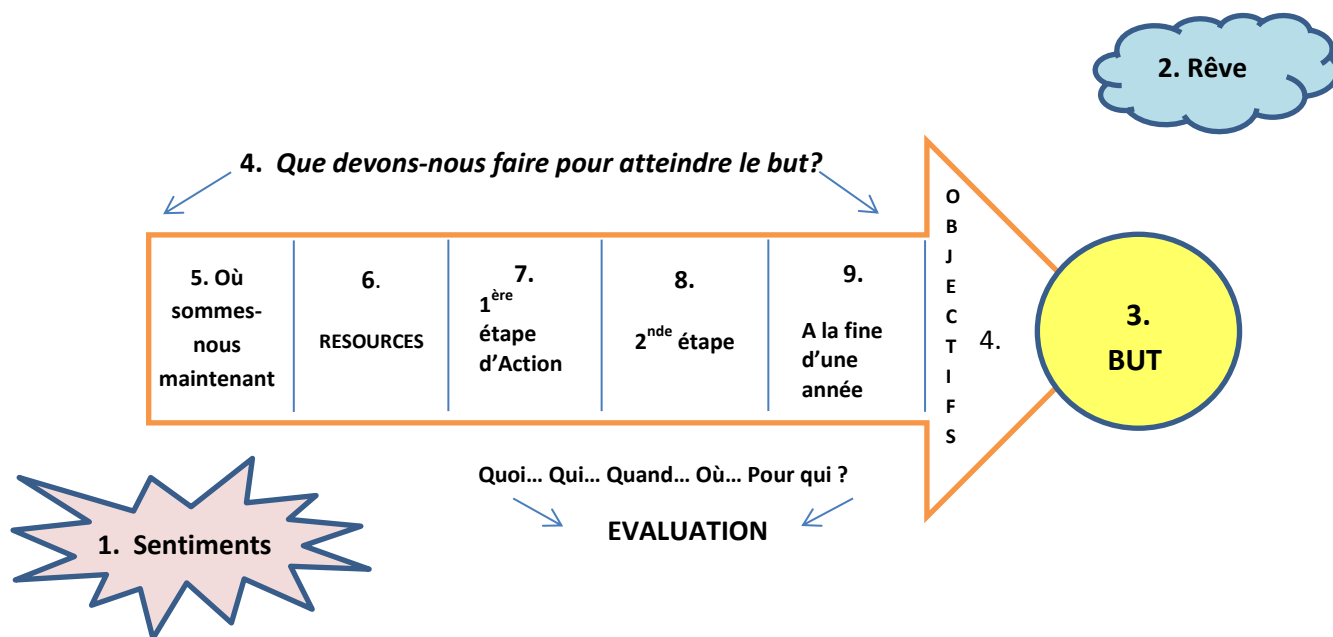 2. Rêve
4. Que devons-nous faire pour atteindre le but?
5. Où
sommes-
nous
maintenant
6.
RESOURCES
7.
1ère
étape
d’Action
8.
2nde étape
9.
A la fine
d’une
année
O
B
J
E
C
T
I
F
S
4.
3.
BUT
Quoi… Qui… Quand… Où… Pour qui ?
EVALUATION
1. Sentiments